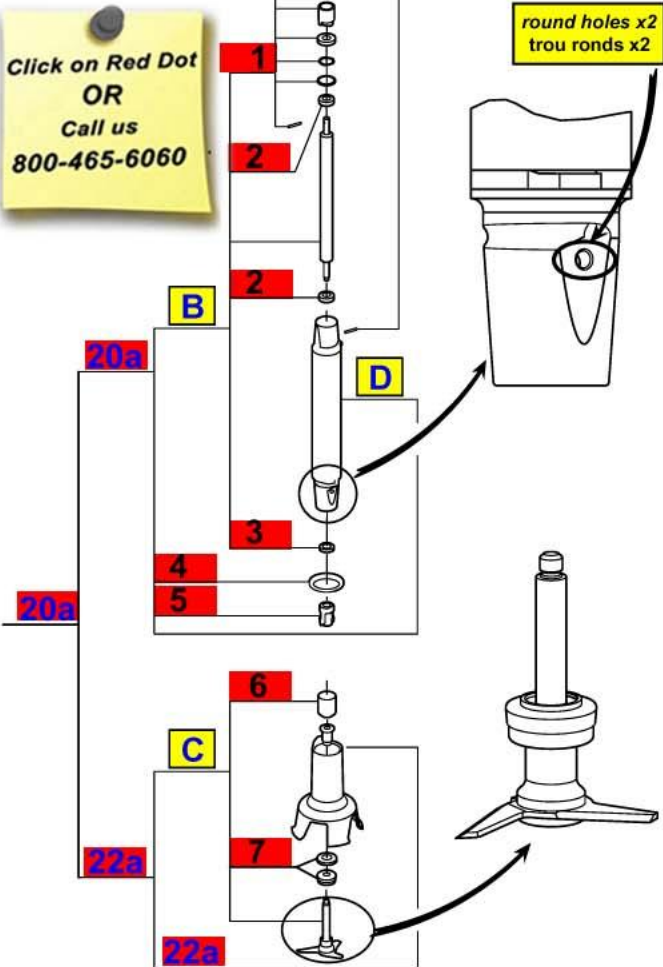 Click on Red Dot
OR
Call us
800-465-6060
round holes x2
trou ronds x2
1
2
2
B
20a
D
3
4
5
20a
6
C
7
22a
22a